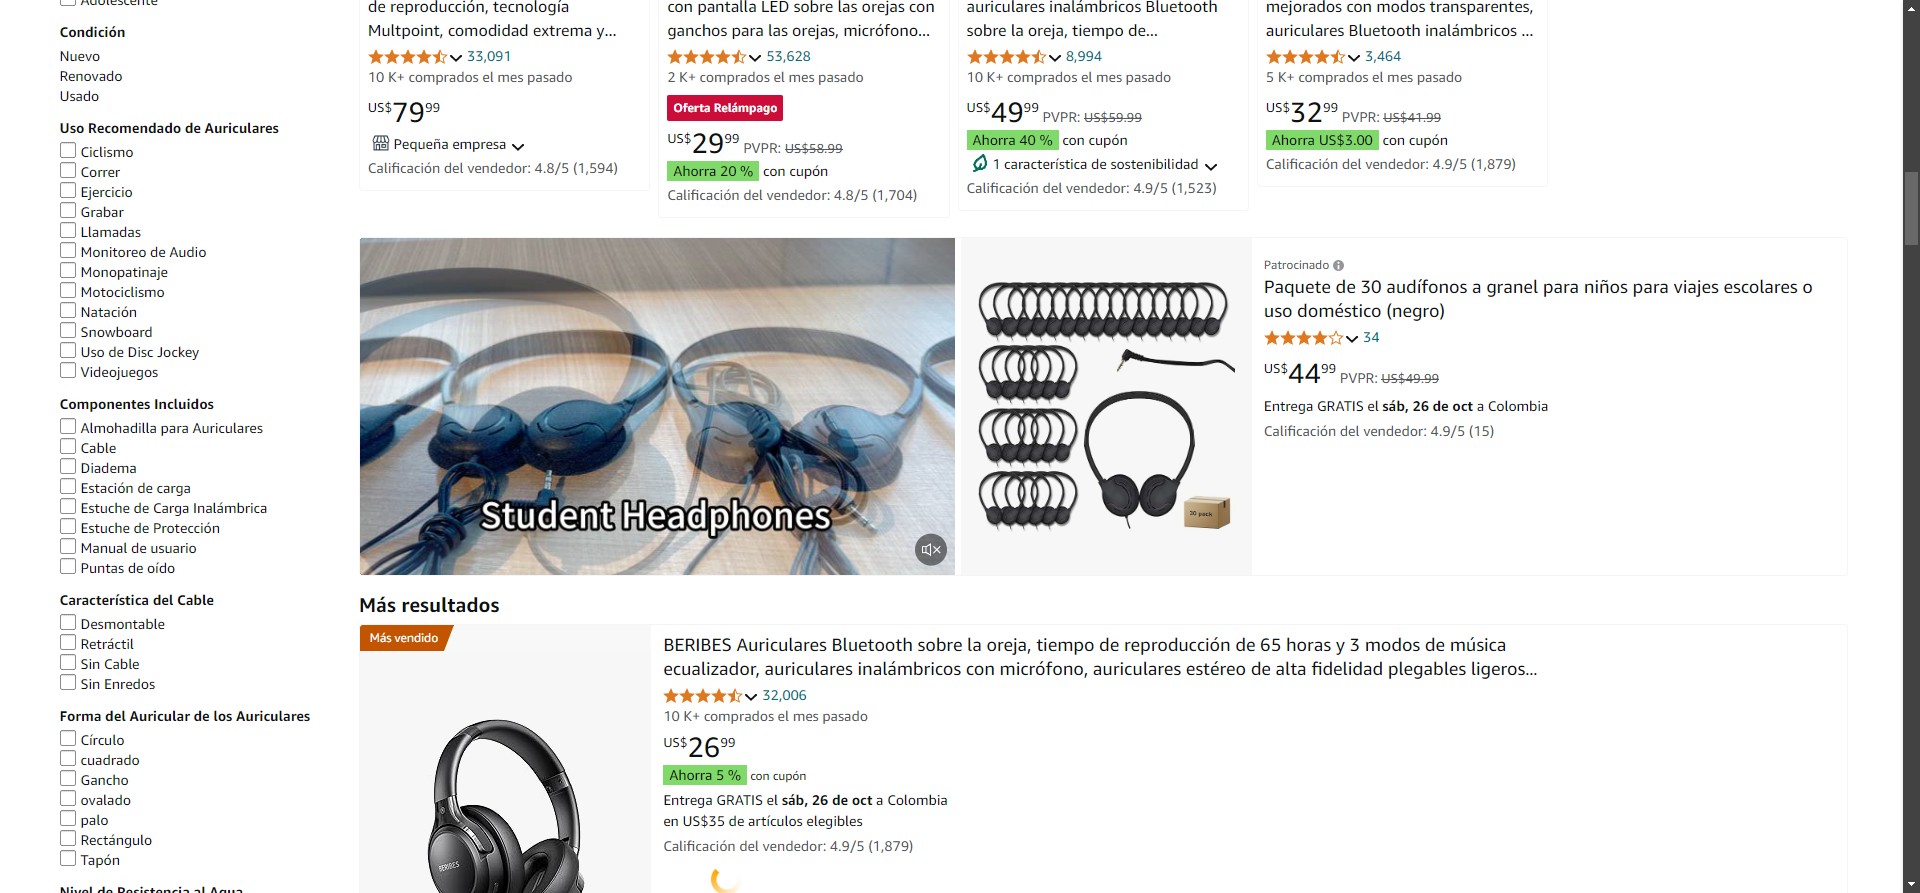 Adolescente
Condición
Nuevo
Renovado
Usado
Uso Recomendado de Auriculares
Ciclismo
Correr
Ejercicio
Grabar
Llamadas
Monitoreo de Audio
Monopatinaje
Motociclismo
Natación
Snowboard
Uso de Disc Jockey
Videojuegos
Componentes Incluidos
Almohadilla para Auriculares
Cable
Diadema
Estación de carga
Estuche de Carga Inalámbrica
Estuche de Protección
Manual de usuario
Puntas de oído
Característica del Cable
Desmontable
Retráctil
Sin Cable
Sin Enredos
Forma del Auricular de los Auriculares
Círculo
cuadrado
Gancho
ovalado
palo
Rectángulo
Tapón
Nivel de Resistencia al Agua
de reproducción, tecnología
Multpoint, comodidad extrema y...
33,091
10 K+ comprados el mes pasado
US$79.99
Pequeña empresa
Calificación del vendedor: 4.8/5 (1,594)
con pantalla LED sobre las orejas con
ganchos para las orejas, micrófono...
53,628
2 K+ comprados el mes pasado
Oferta Relámpago
US$29.99 PVPR: US$58.99
Ahorra 20 % con cupón
Calificación del vendedor: 4.8/5 (1,704)
auriculares inalámbricos Bluetooth
sobre la oreja, tiempo de...
8,994
10 K+ comprados el mes pasado
US$49.99 PVPR: US$59.99
Ahorra 40 % con cupón
1 característica de sostenibilidad
Calificación del vendedor: 4.9/5 (1,523)
mejorados con modos transparentes,
auriculares Bluetooth inalámbricos ...
3,464
5 K+ comprados el mes pasado
US$32.99 PVPR: US$41.99
Ahorra US$3.00 con cupón
Calificación del vendedor: 4.9/5 (1,879)
Student Headphones
30 pack
Patrocinado
Paquete de 30 audífonos a granel para niños para viajes escolares o
uso doméstico (negro)
34
US$44.99 PVPR: US$49.99
Entrega GRATIS el sáb, 26 de oct a Colombia
Calificación del vendedor: 4.9/5 (15)
Más resultados
Más vendido
BERIBES
BERIBES Auriculares Bluetooth sobre la oreja, tiempo de reproducción de 65 horas y 3 modos de música
ecualizador, auriculares inalámbricos con micrófono, auriculares estéreo de alta fidelidad plegables ligeros...
32,006
10 K+ comprados el mes pasado
US$26.99
Ahorra 5 % con cupón
Entrega GRATIS el sáb, 26 de oct a Colombia
en US$35 de artículos elegibles
Calificación del vendedor: 4.9/5 (1,879)